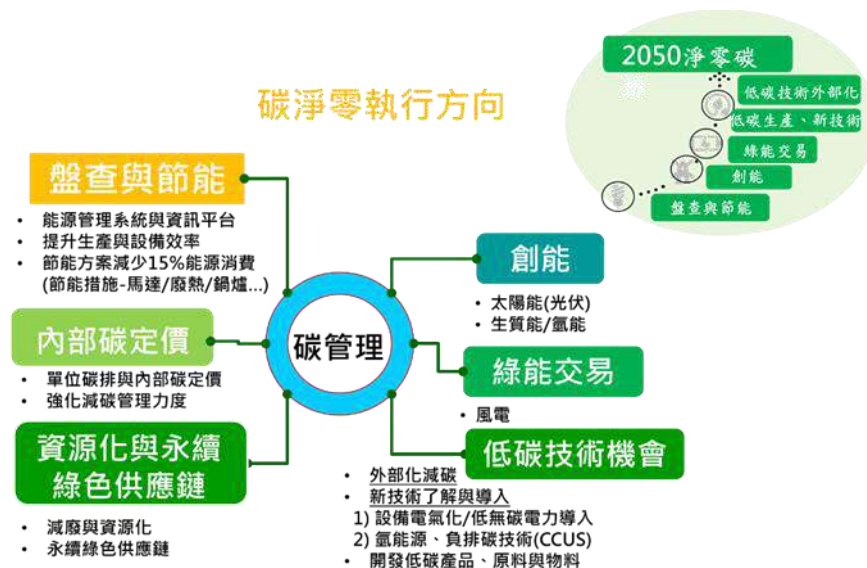 碳淨零執行方向
2050淨零碳
低碳技術外部化
低碳生產、新技術
綠能交易
創能
盤查與節能
盤查與節能
• 能源管理系統與資訊平台
• 提升生產與設備效率
• 節能方案減少15%能源消費
(節能措施-馬達/廢熱/鍋爐...)
內部碳定價
• 單位碳排與內部碳定價
• 強化減碳管理力度
資源化與永續
綠色供應鏈
• 減廢與資源化
• 永續綠色供應鏈
碳管理
創能
• 太陽能(光伏)
• 生質能/氫能
綠能交易
• 風電
低碳技術機會
• 外部化減碳
• 新技術了解與導入
1) 設備電氣化/低無碳電力導入
2) 氫能源、負排碳技術(CCUS)
• 開發低碳產品、原料與物料